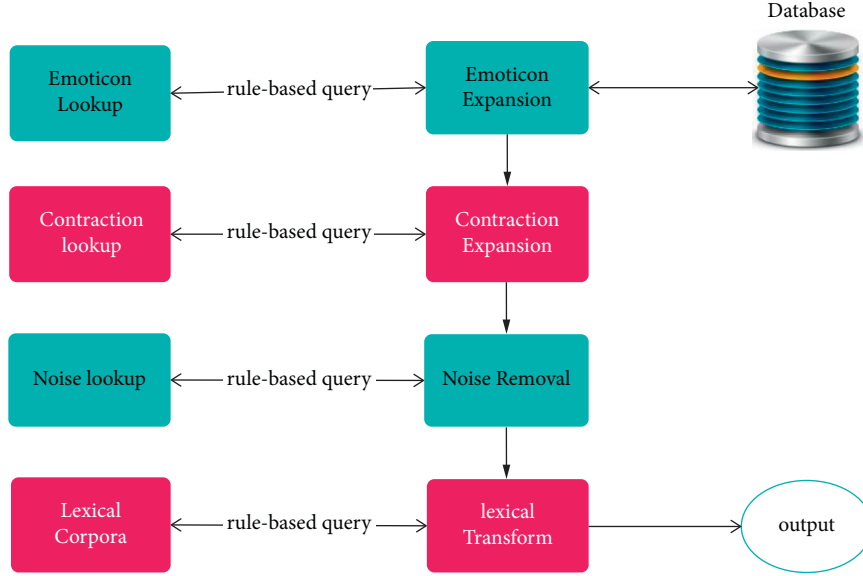 Database
Emoticon
Lookup
rule-based query
Emoticon
Expansion
Contraction
lookup
rule-based query
Contraction
Expansion
Noise lookup
rule-based query
Noise Removal
Lexical
Corpora
rule-based query
lexical
Transform
output